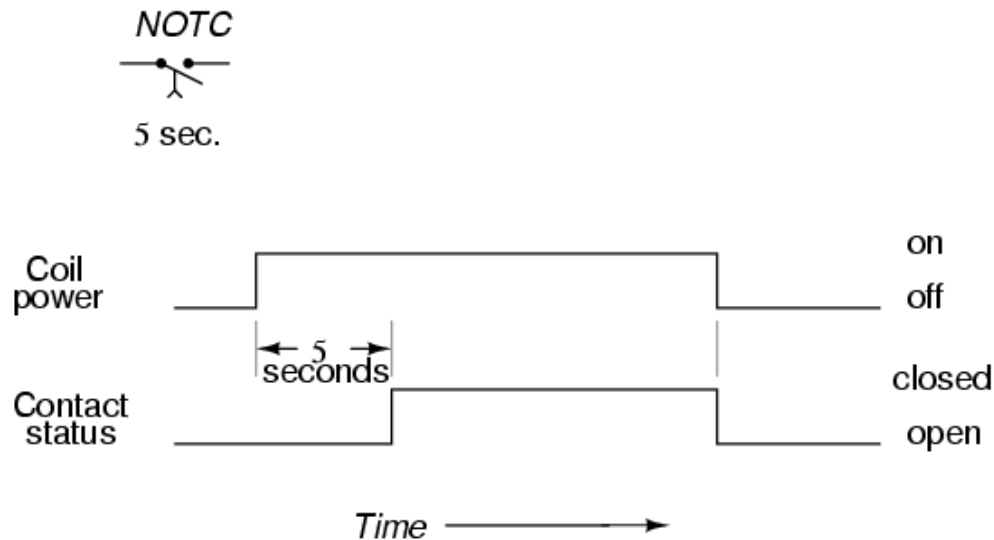 NOTC
5 sec.
on
Coil
power
off
5
seconds
closed
Contact
status
open
Time